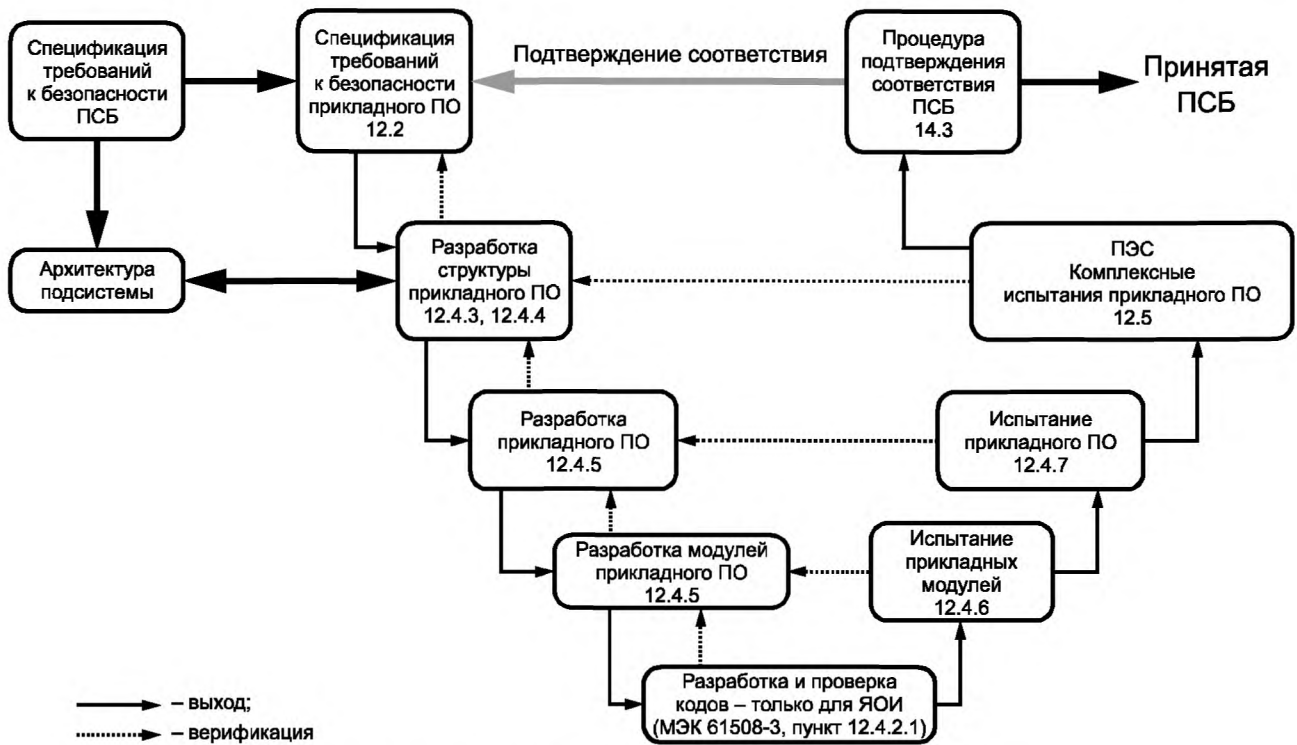 Спецификация
требований
к безопасности
ПСБ
Спецификация
требований
к безопасности
прикладного ПО
12.2
Подтверждение соответствия
Процедура
подтверждения
соответствия
ПСБ
14.3
Принятая
ПСБ
Архитектура
подсистемы
Разработка
структуры
прикладного ПО
12.4.3, 12.4.4
ПЭС
Комплексные
испытания прикладного ПО
12.5
Разработка
прикладного ПО
12.4.5
Испытание
прикладного ПО
12.4.7
Разработка модулей
прикладного ПО
12.4.5
Испытание
прикладных
модулей
12.4.6
Разработка и проверка
кодов – только для ЯОИ
(МЭК 61508-3, пункт 12.4.2.1)
– выход;
– верификация